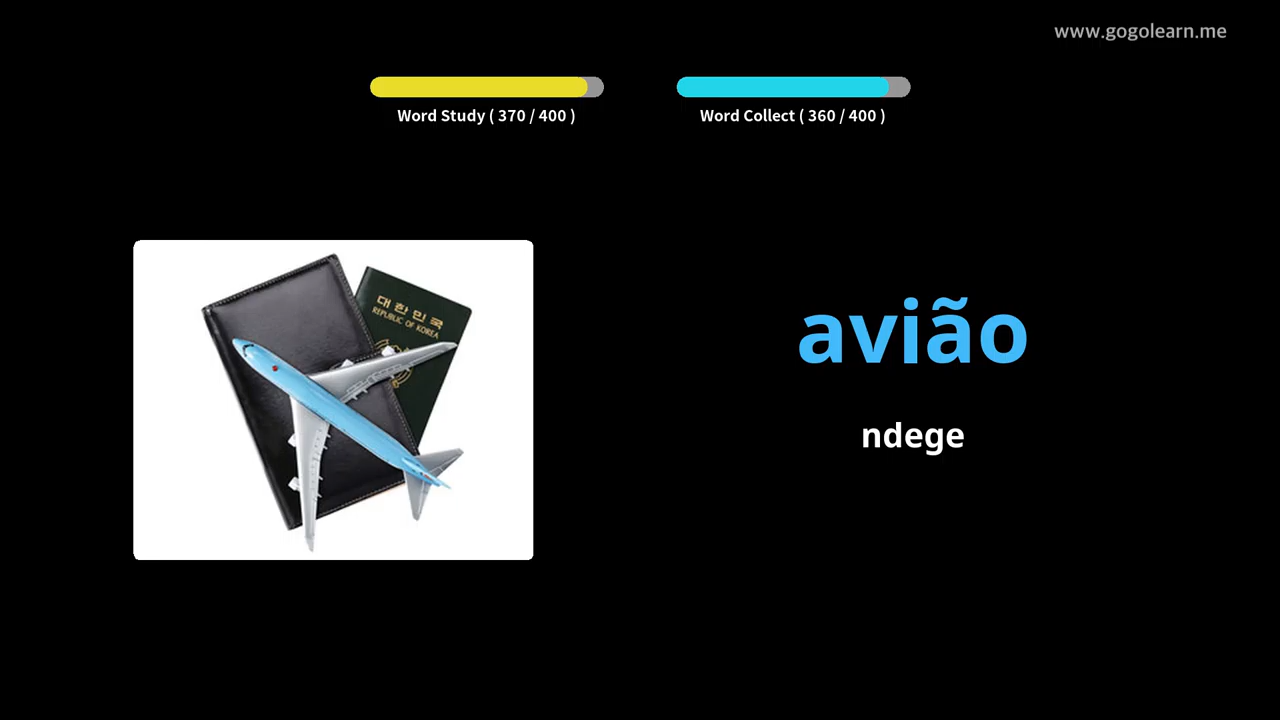 www.gogolearn.me
Word Study ( 370 / 400 )
Word Collect ( 360 / 400 )
대한민국
REPUBLIC OF KOREA
avião
ndege